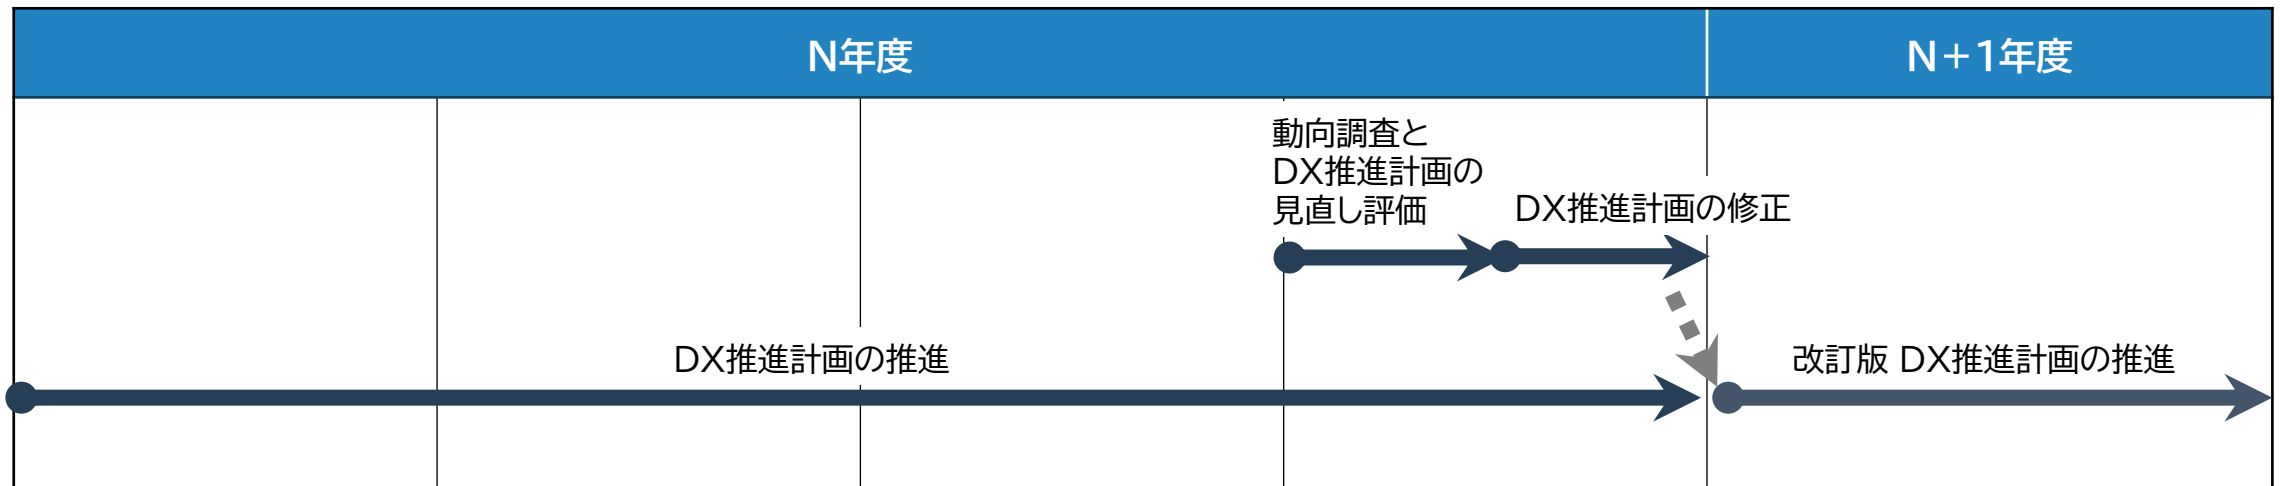 N年度
N＋1年度
動向調査と
DX推進計画の
見直し評価
DX推進計画の修正
DX推進計画の推進
改訂版 DX推進計画の推進